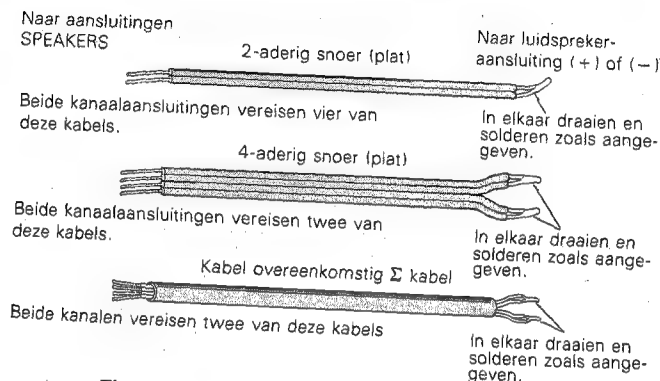 Naar aansluitingen
SPEAKERS
2-aderig snoer (plat)
Naar luidspreker-
aansluiting (+) of (−)
Beide kanaalaansluitingen vereisen vier van
deze kabels.
In elkaar draaien en
solderen zoals aange-
geven.
4-aderig snoer (plat)
Beide kanaalaansluitingen vereisen twee van
deze kabels.
In elkaar draaien en
solderen zoals aange-
geven.
Kabel overeenkomstig Σ kabel
Beide kanalen vereisen twee van deze kabels
In elkaar draaien en
solderen zoals aange-
geven.